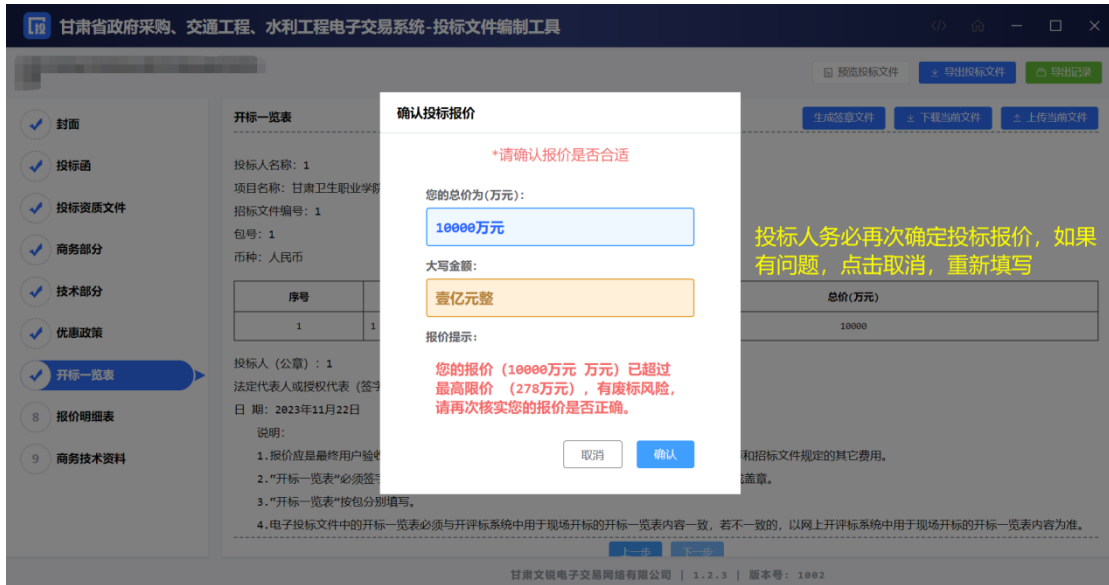 甘肃省政府采购、交通工程、水利工程电子交易系统-投标文件编制工具
预览投标文件
导出投标文件
导出记录
封面
投标函
投标资质文件
商务部分
技术部分
优惠政策
开标一览表
8 报价明细表
9 商务技术资料
开标一览表
生成签章文件
下载当前文件
上传当前文件
投标人名称: 1
项目名称: 甘肃卫生职业学院
招标文件编号: 1
包号: 1
币种: 人民币
序号 总价(万元)
1 1 10000
投标人 (公章) : 1
法定代表人或授权代表 (签字
日 期: 2023年11月22日
说明:
1.报价应是最终用户验收
和招标文件规定的其它费用。
2.“开标一览表”必须签字
盖章。
3.“开标一览表”按包分别填写。
4.电子投标文件中的开标一览表必须与开评标系统中用于现场开标的开标一览表内容一致, 若不一致的, 以网上开评标系统中用于现场开标的开标一览表内容为准。
上一步
下一步
确认投标报价
*请确认报价是否合适
您的总价为(万元):
10000万元
大写金额:
壹亿元整
报价提示:
您的报价 (10000万元 万元) 已超过
最高限价 (278万元) , 有废标风险,
请再次核实您的报价是否正确。
取消
确认
投标人务必再次确定投标报价, 如果
有问题, 点击取消, 重新填写
甘肃文锐电子交易网络有限公司 | 1.2.3 | 版本号: 1002